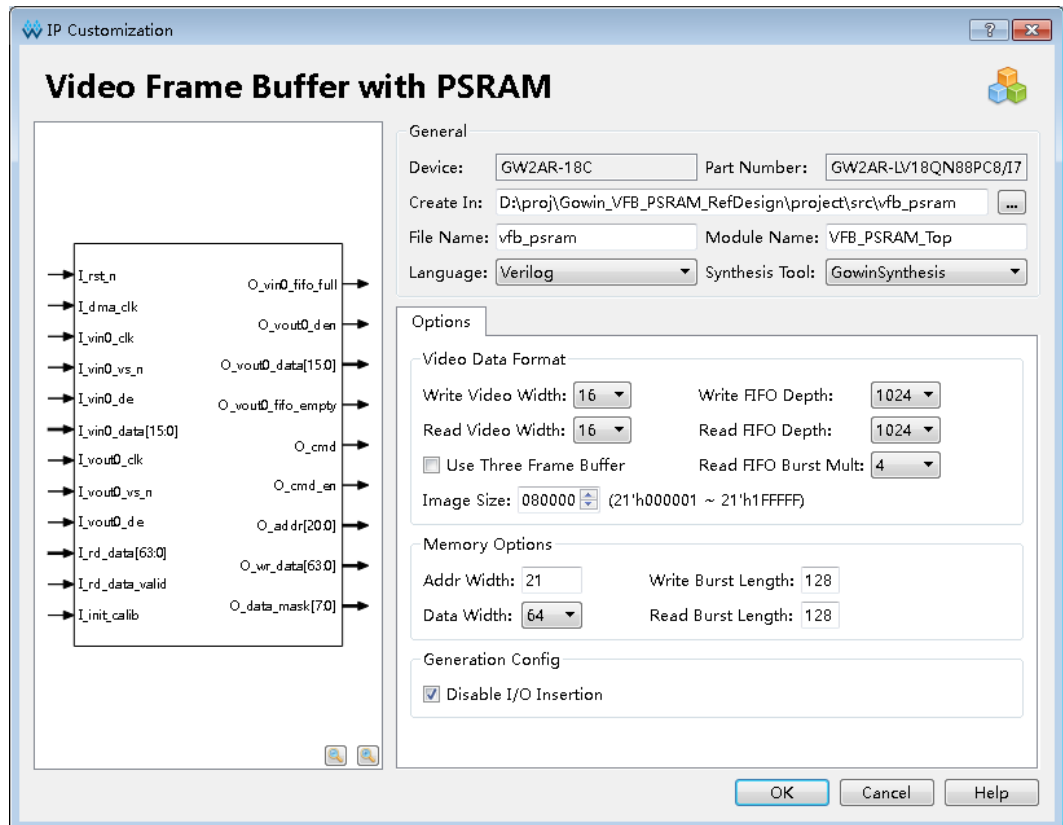 IP Customization
Video Frame Buffer with PSRAM
I_rst_n
I_dma_clk
I_vin0_clk
I_vin0_vs_n
I_vin0_de
I_vin0_data[15:0]
I_vout0_clk
I_vout0_vs_n
I_vout0_de
I_rd_data[63:0]
I_rd_data_valid
I_init_calib
O_vin0_fifo_full
O_vout0_den
O_vout0_data[15:0]
O_vout0_fifo_empty
O_cmd
O_cmd_en
O_addr[20:0]
O_wr_data[63:0]
O_data_mask[7:0]
General
Device: GW2AR-18C Part Number: GW2AR-LV18QN88PC8/I7
Create In: D:\proj\Gowin_VFB_PSRAM_RefDesign\project\src\vfb_psram ...
File Name: vfb_psram Module Name: VFB_PSRAM_Top
Language: Verilog Synthesis Tool: GowinSynthesis
Options
Video Data Format
Write Video Width: 16 Write FIFO Depth: 1024
Read Video Width: 16 Read FIFO Depth: 1024
Use Three Frame Buffer Read FIFO Burst Mult: 4
Image Size: 080000 (21'h000001 ~ 21'h1FFFFF)
Memory Options
Addr Width: 21 Write Burst Length: 128
Data Width: 64 Read Burst Length: 128
Generation Config
Disable I/O Insertion
OK Cancel Help